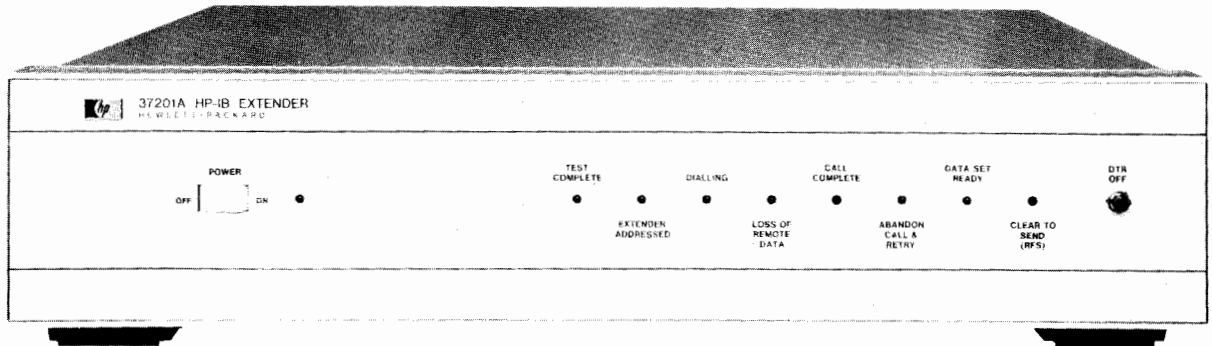 hp
37201A HP-IB EXTENDER
HEWLETT-PACKARD
POWER
OFF
ON
TEST
COMPLETE
EXTENDER
ADDRESSED
DIALLING
LOSS OF
REMOTE
DATA
CALL
COMPLETE
ABANDON
CALL &
RETRY
DATA SET
READY
CLEAR TO
SEND
(RFS)
DTR
OFF